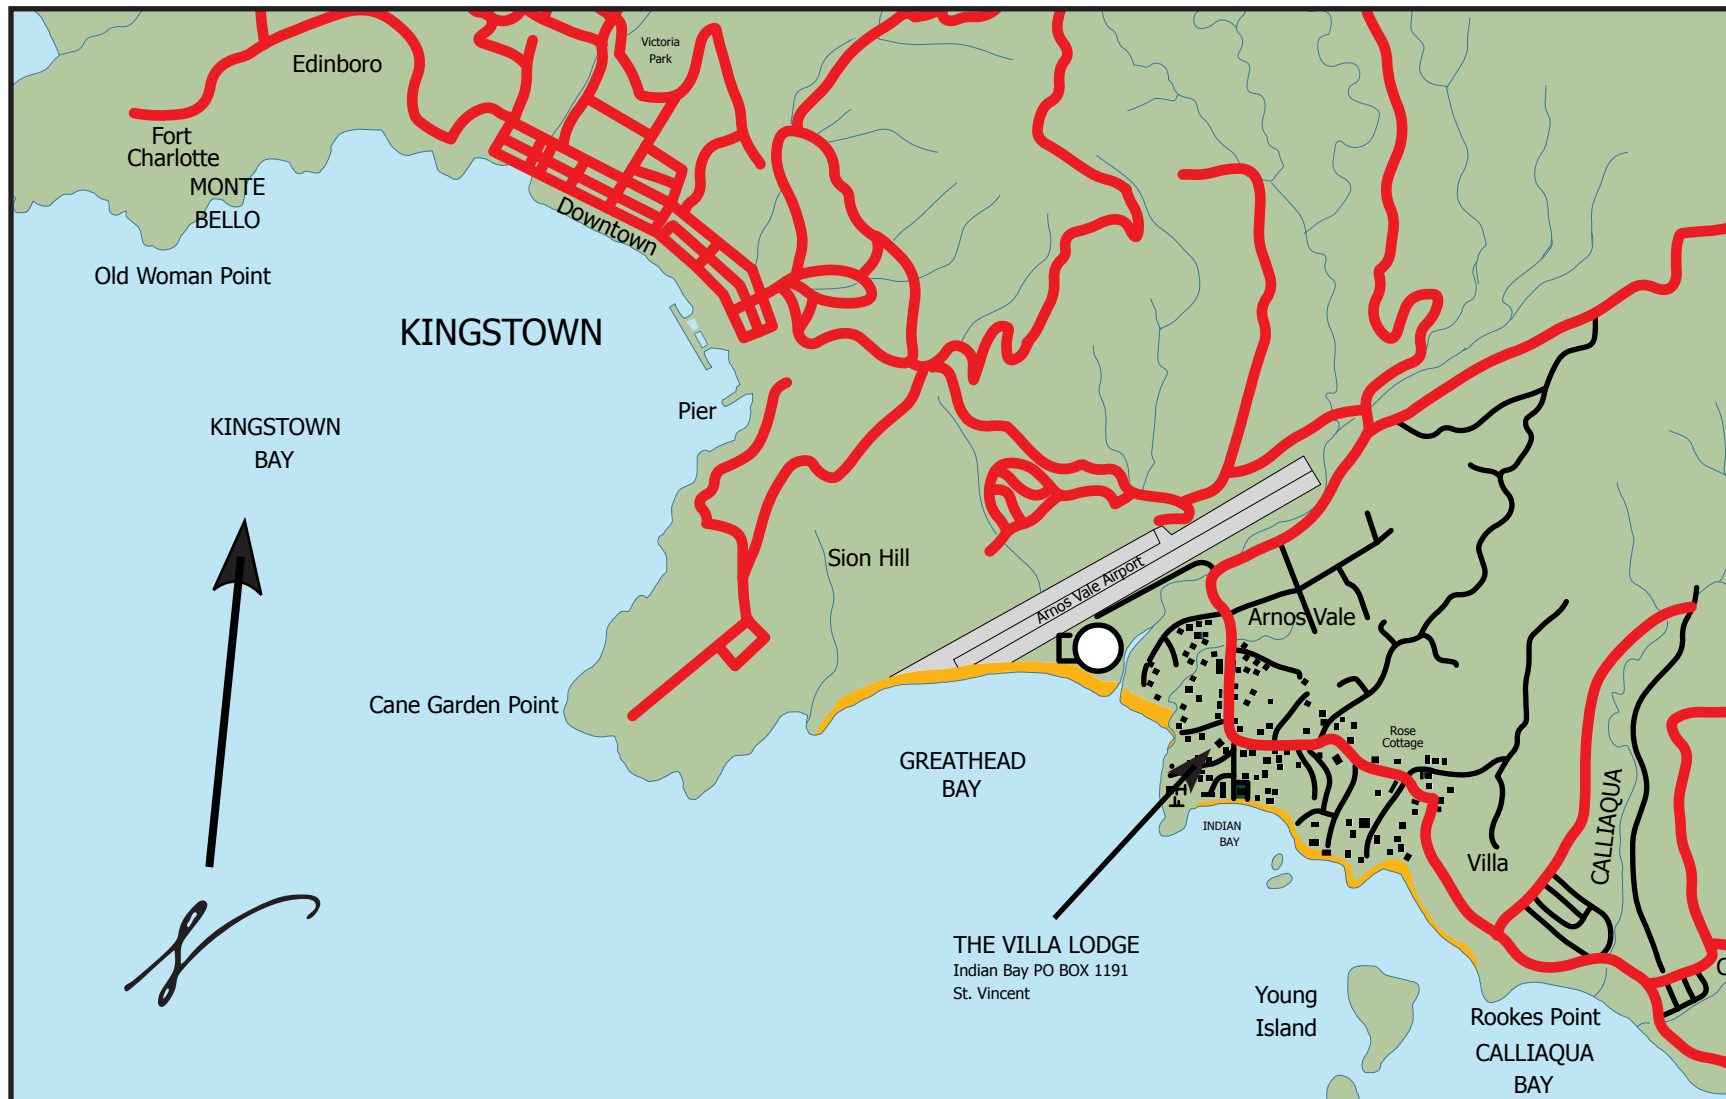 Victoria
Park
Edinboro
Fort
Charlotte
MONTE
BELLO
Downtown
Old Woman Point
KINGSTOWN
Pier
KINGSTOWN
BAY
Sion Hill
Arnos Vale Airport
Arnos Vale
Cane Garden Point
GREATHEAD
BAY
Rose
Cottage
INDIAN
BAY
Villa
CALLIAQUA
THE VILLA LODGE
Indian Bay PO BOX 1191
St. Vincent
Young
Island
Rookes Point
CALLIAQUA
BAY